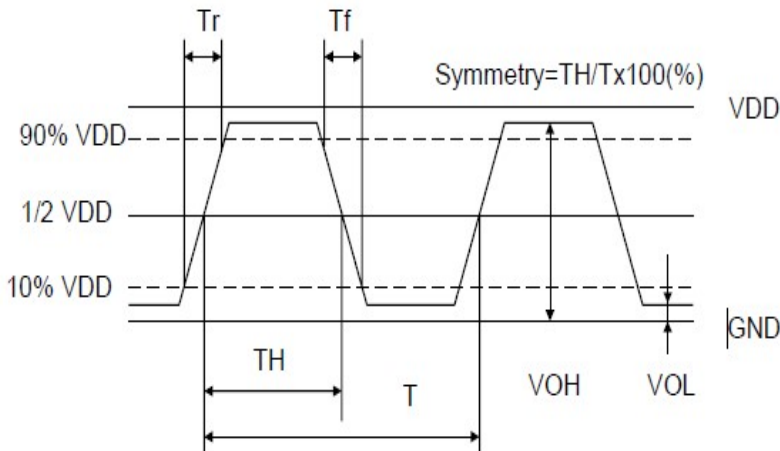 Tr
Tf
Symmetry=TH/Tx100(%)
VDD
90% VDD
1/2 VDD
10% VDD
GND
TH
T
VOH
VOL